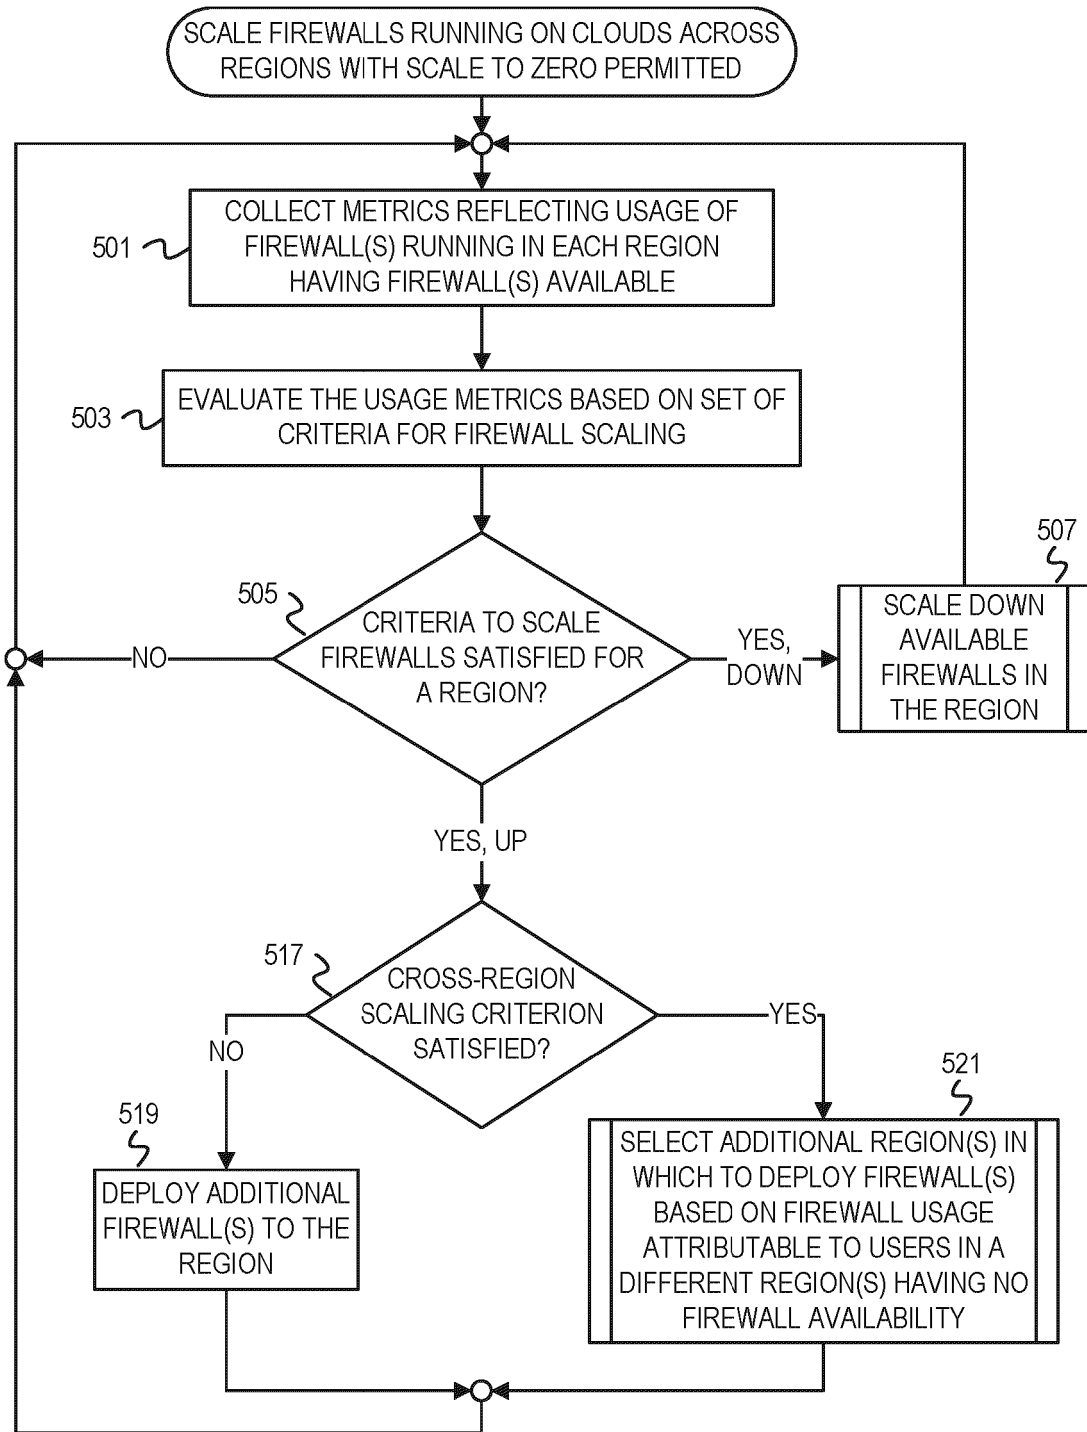 SCALE FIREWALLS RUNNING ON CLOUDS ACROSS
REGIONS WITH SCALE TO ZERO PERMITTED
501
COLLECT METRICS REFLECTING USAGE OF
FIREWALL(S) RUNNING IN EACH REGION
HAVING FIREWALL(S) AVAILABLE
503
EVALUATE THE USAGE METRICS BASED ON SET OF
CRITERIA FOR FIREWALL SCALING
505
CRITERIA TO SCALE
FIREWALLS SATISFIED FOR
A REGION?
NO
YES,
DOWN
507
SCALE DOWN
AVAILABLE
FIREWALLS IN
THE REGION
YES, UP
517
CROSS-REGION
SCALING CRITERION
SATISFIED?
NO
YES
519
DEPLOY ADDITIONAL
FIREWALL(S) TO THE
REGION
521
SELECT ADDITIONAL REGION(S) IN
WHICH TO DEPLOY FIREWALL(S)
BASED ON FIREWALL USAGE
ATTRIBUTABLE TO USERS IN A
DIFFERENT REGION(S) HAVING NO
FIREWALL AVAILABILITY